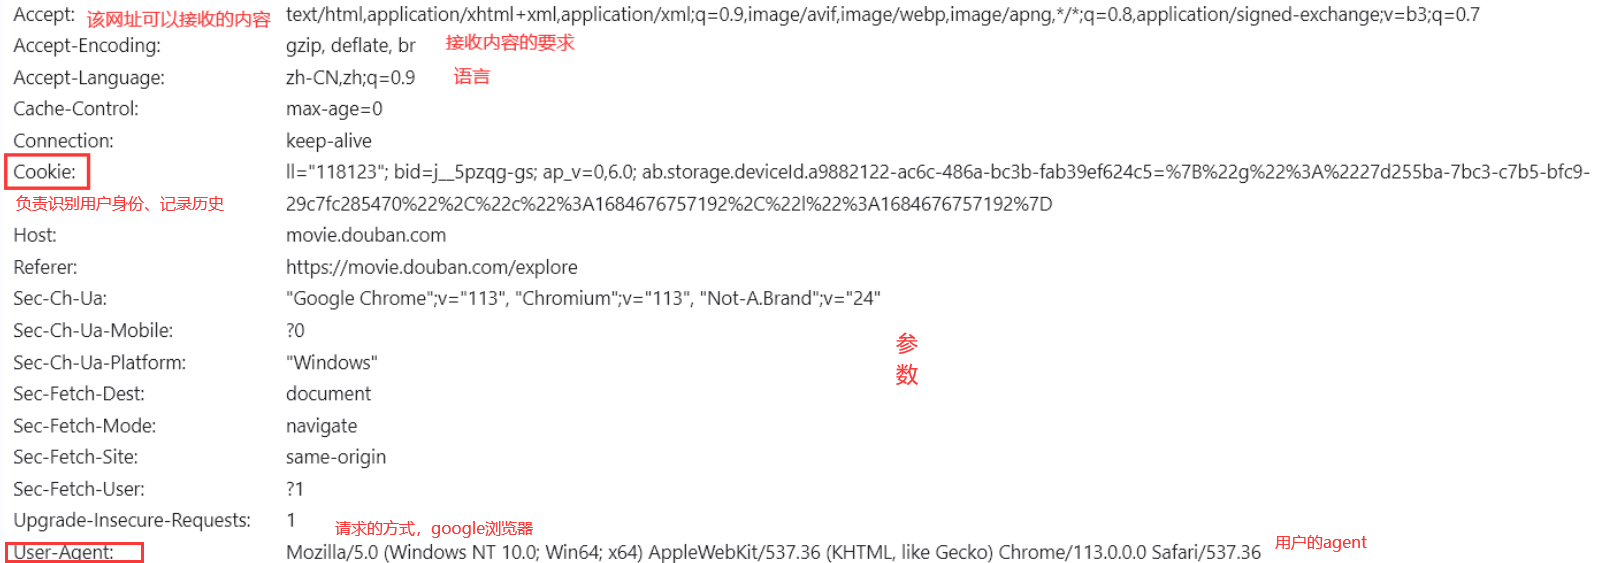 Accept: 该网址可以接收的内容 text/html,application/xhtml+xml,application/xml;q=0.9,image/avif,image/webp,image/apng,*/*;q=0.8,application/signed-exchange;v=b3;q=0.7
Accept-Encoding: gzip, deflate, br 接收内容的要求
Accept-Language: zh-CN,zh;q=0.9 语言
Cache-Control: max-age=0
Connection: keep-alive
Cookie: ll="118123"; bid=j__5pzqg-gs; ap_v=0,6.0; ab.storage.deviceId.a9882122-ac6c-486a-bc3b-fab39ef624c5=%7B%22g%22%3A%2227d255ba-7bc3-c7b5-bfc9-
负责识别用户身份、记录历史 29c7fc285470%22%2C%22c%22%3A1684676757192%2C%22l%22%3A1684676757192%7D
Host: movie.douban.com
Referer: https://movie.douban.com/explore
Sec-Ch-Ua: "Google Chrome";v="113", "Chromium";v="113", "Not-A.Brand";v="24"
Sec-Ch-Ua-Mobile: ?0
参
Sec-Ch-Ua-Platform: "Windows"
数
Sec-Fetch-Dest: document
Sec-Fetch-Mode: navigate
Sec-Fetch-Site: same-origin
Sec-Fetch-User: ?1
Upgrade-Insecure-Requests: 1 请求的方式，google浏览器
User-Agent: Mozilla/5.0 (Windows NT 10.0; Win64; x64) AppleWebKit/537.36 (KHTML, like Gecko) Chrome/113.0.0.0 Safari/537.36 用户的agent